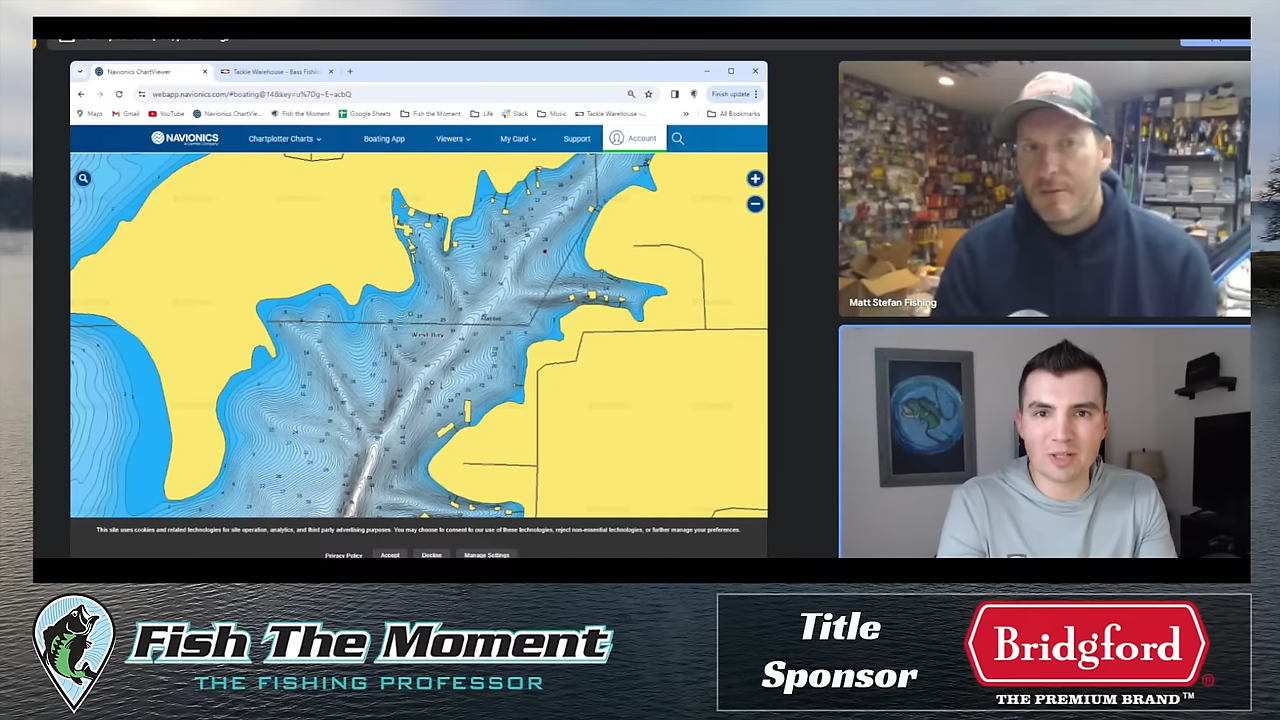 Navionics ChartViewer
Tackle Warehouse - Bass Fishin
webapp.navionics.com/#boating@14&key=u%7Dg~E~acbQ
Finish update
Maps
Gmail
YouTube
Navionics ChartVie...
Fish the Moment
Google Sheets
Fish the Moment
Life
Slack
Music
Tackle Warehouse –...
All Bookmarks
NAVIONICS
Chartplotter Charts
Boating App
Viewers
My Card
Support
Account
West Bay
This site uses cookies and related technologies for site operation, analytics, and third party advertising purposes. You may choose to consent to our use of these technologies, reject non-essential technologies, or further manage your preferences.
Privacy Policy
Accept
Decline
Manage Settings
Matt Stefan Fishing
Fish The Moment
THE FISHING PROFESSOR
Title
Sponsor
Bridgford
®
THE PREMIUM BRAND™